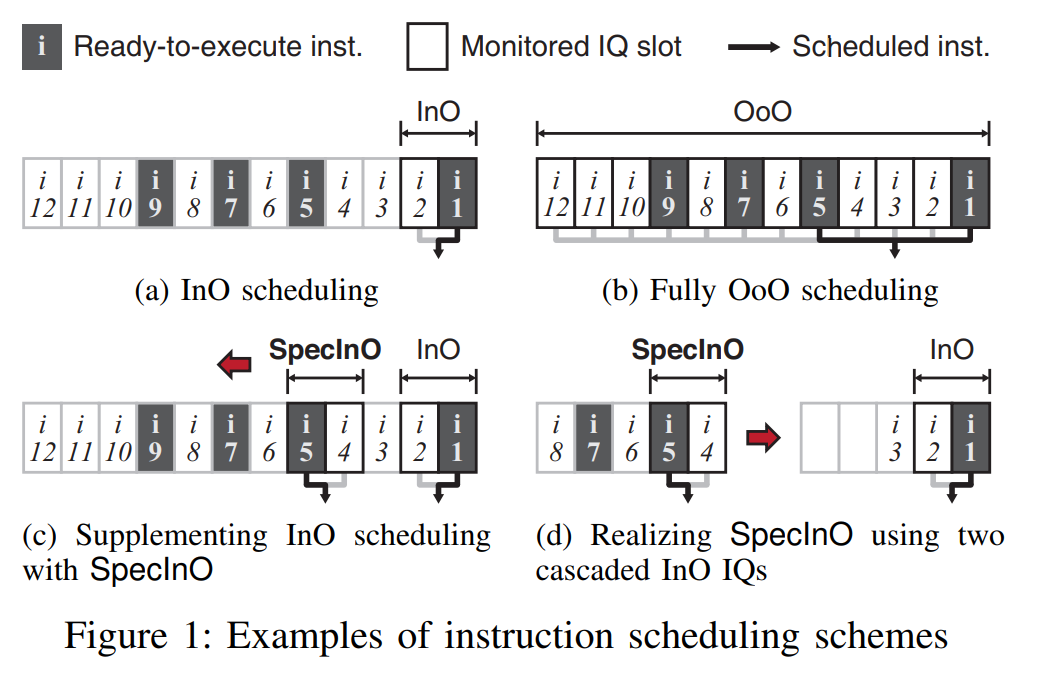 i Ready-to-execute inst. Monitored IQ slot Scheduled inst.
InO OoO
i i i i i i i i i i i i
12 11 10 9 8 7 6 5 4 3 2 1
i i i i i i i i i i i i
12 11 10 9 8 7 6 5 4 3 2 1
(a) InO scheduling
(b) Fully OoO scheduling
SpecInO InO
i i i i i i i i i i i i
12 11 10 9 8 7 6 5 4 3 2 1
(c) Supplementing InO scheduling
with SpecInO
SpecInO InO
i i i i i i i i
8 7 6 5 4 3 2 1
(d) Realizing SpecInO using two
cascaded InO IQs
Figure 1: Examples of instruction scheduling schemes